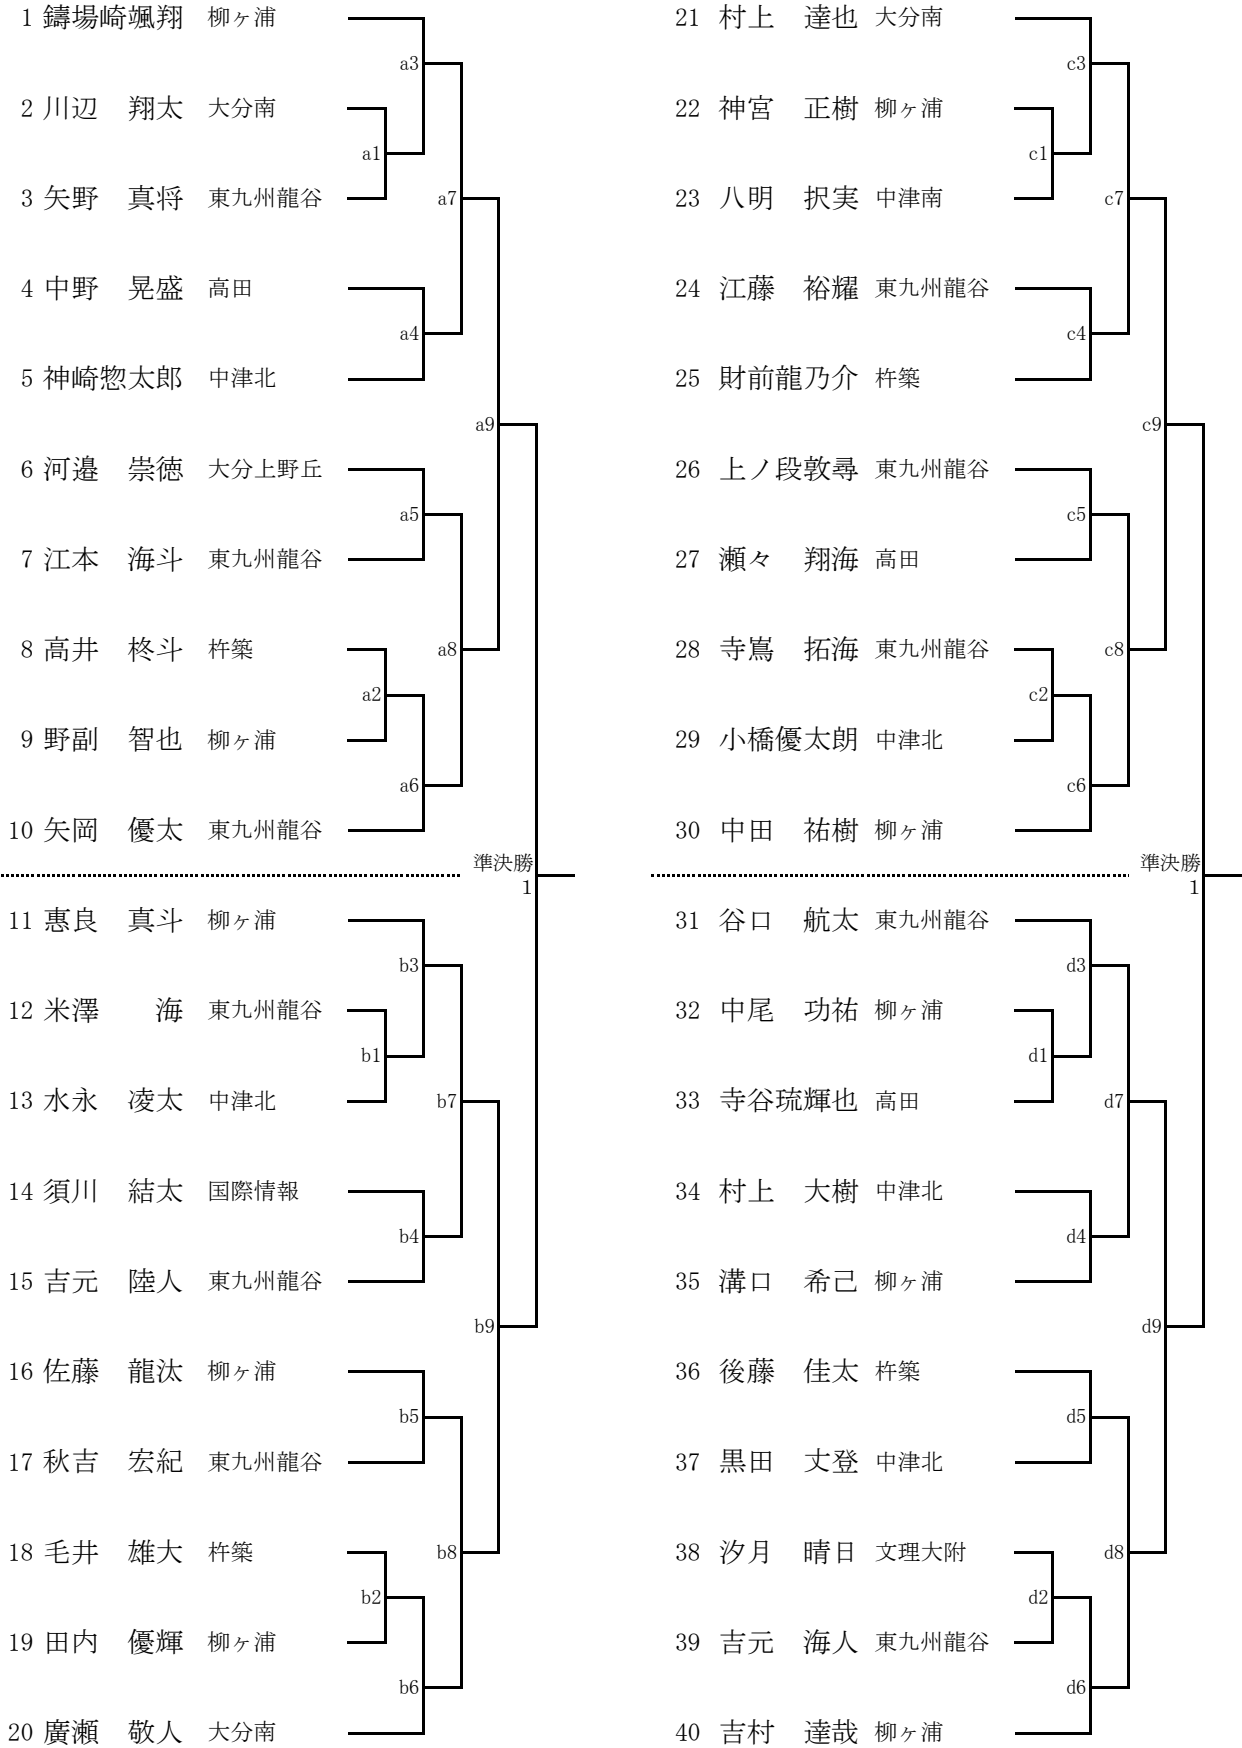 1 鑄場崎颯翔 柳ヶ浦
a3
2 川辺　翔太 大分南
a1
3 矢野　真将 東九州龍谷
a7
4 中野　晃盛 高田
a4
5 神崎惣太郎 中津北
a9
6 河邉　崇徳 大分上野丘
a5
7 江本　海斗 東九州龍谷
8 高井　柊斗 杵築
a8
a2
9 野副　智也 柳ヶ浦
a6
10 矢岡　優太 東九州龍谷
準決勝
1
11 惠良　真斗 柳ヶ浦
b3
12 米澤　　海 東九州龍谷
b1
13 水永　凌太 中津北
b7
14 須川　結太 国際情報
b4
15 吉元　陸人 東九州龍谷
b9
16 佐藤　龍汰 柳ヶ浦
b5
17 秋吉　宏紀 東九州龍谷
18 毛井　雄大 杵築
b8
b2
19 田内　優輝 柳ヶ浦
b6
20 廣瀬　敬人 大分南
21 村上　達也 大分南
c3
22 神宮　正樹 柳ヶ浦
c1
23 八明　択実 中津南
c7
24 江藤　裕耀 東九州龍谷
c4
25 財前龍乃介 杵築
c9
26 上ノ段敦尋 東九州龍谷
c5
27 瀬々　翔海 高田
28 寺嶌　拓海 東九州龍谷
c8
c2
29 小橋優太朗 中津北
c6
30 中田　祐樹 柳ヶ浦
準決勝
1
31 谷口　航太 東九州龍谷
d3
32 中尾　功祐 柳ヶ浦
d1
33 寺谷琉輝也 高田
d7
34 村上　大樹 中津北
d4
35 溝口　希己 柳ヶ浦
d9
36 後藤　佳太 杵築
d5
37 黒田　丈登 中津北
38 汐月　晴日 文理大附
d8
d2
39 吉元　海人 東九州龍谷
d6
40 吉村　達哉 柳ヶ浦